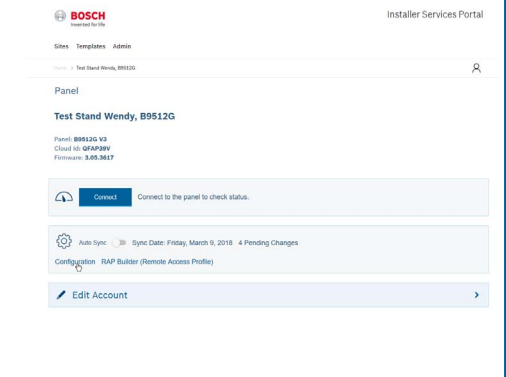 BOSCH
Invented for life
Installer Services Portal
Sites Templates Admin
Home > Test Stand Wendy, B9512G
Panel
Test Stand Wendy, B9512G
Panel: B9512G V3
Cloud Id: QFAP39V
Firmware: 3.05.3617
Connect Connect to the panel to check status.
Auto Sync Sync Date: Friday, March 9, 2018 4 Pending Changes
Configuration RAP Builder (Remote Access Profile)
Edit Account